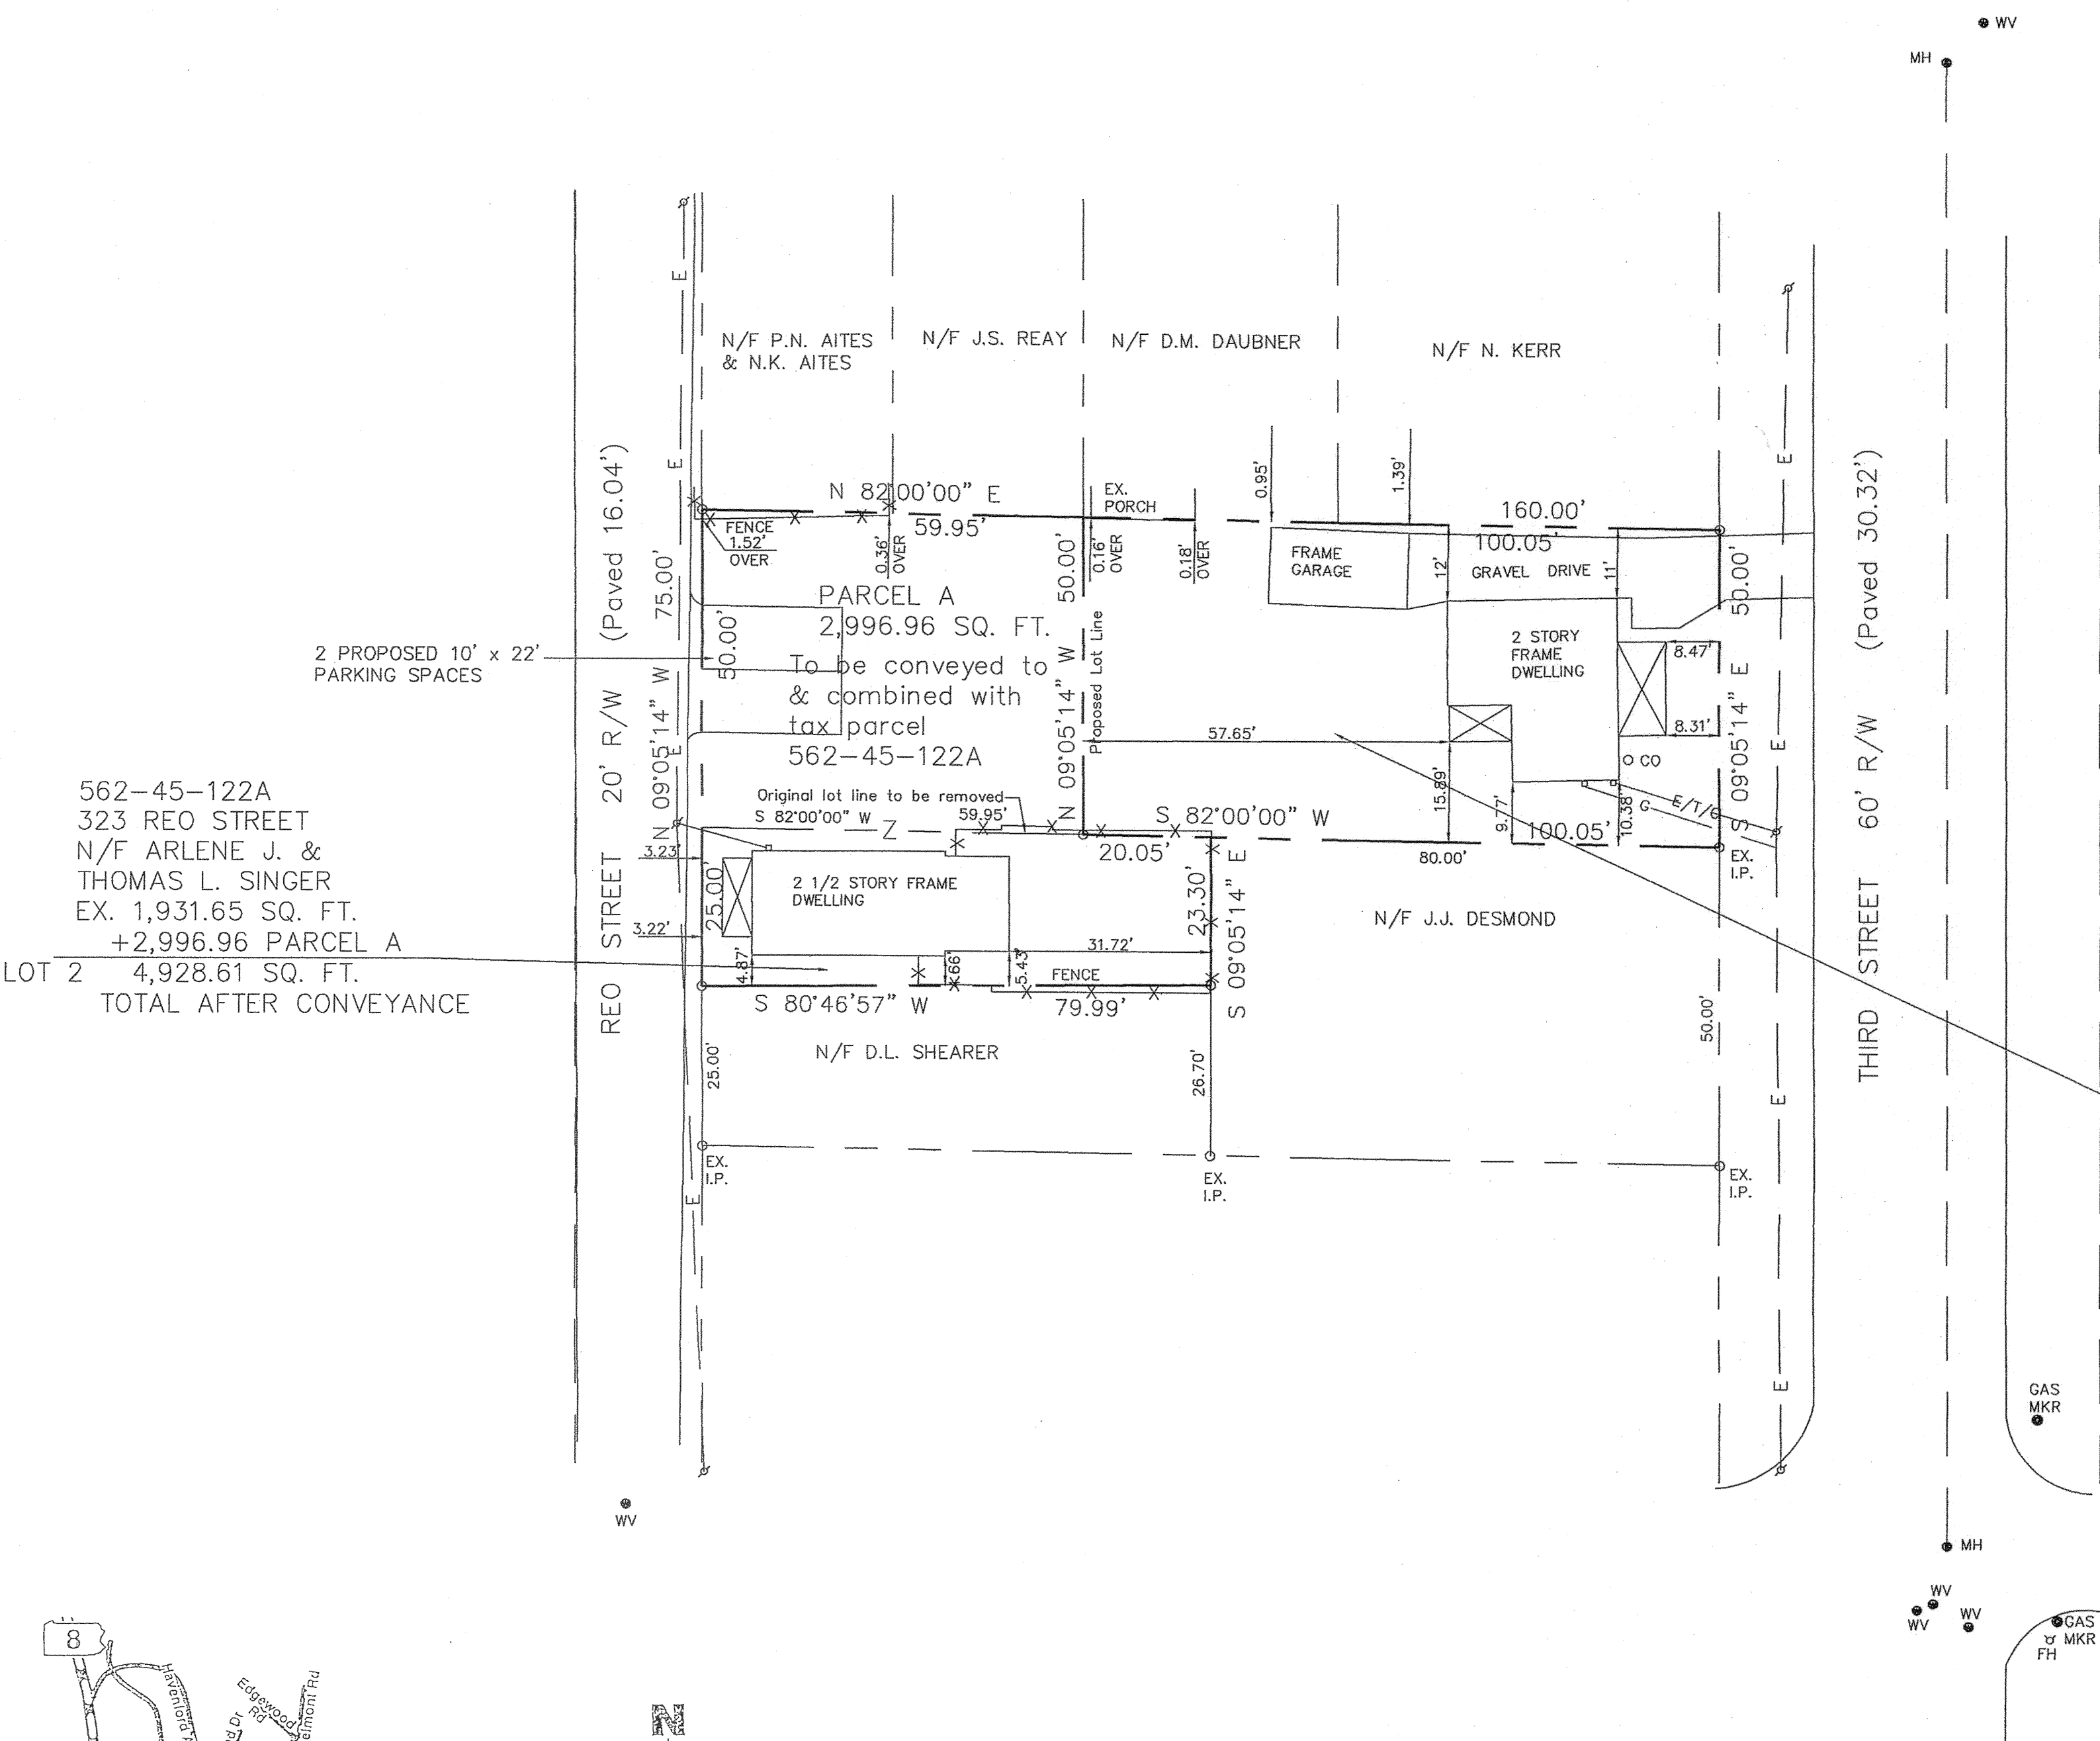 WV
MH
N/F P.N. AITES
& N.K. AITES
N/F J.S. REAY
N/F D.M. DAUBNER
N/F N. KERR
E
E
E
N 82°00'00" E
59.95'
EX.
PORCH
0.95'
1.39'
160.00'
100.05'
FENCE
1.52'
OVER
0.36'
OVER
0.16'
OVER
0.18'
OVER
FRAME
GARAGE
12'
GRAVEL DRIVE
11'
50.00'
50.00'
PARCEL A
2,996.96 SQ. FT.
To be conveyed to
& combined with
tax parcel
562-45-122A
50.00'
2 PROPOSED 10' x 22'
PARKING SPACES
75.00'
N 09°05'14" W
E
N 09°05'14" W
Proposed Lot Line
57.65'
2 STORY
FRAME
DWELLING
8.47'
8.31'
S 09°05'14" E
E
CO
15.89'
9.77'
10.38'
G
E/T/C
REO STREET 20' R/W (Paved 16.04')
THIRD STREET 60' R/W (Paved 30.32')
562-45-122A
323 REO STREET
N/F ARLENE J. &
THOMAS L. SINGER
EX. 1,931.65 SQ. FT.
+2,996.96 PARCEL A
LOT 2 4,928.61 SQ. FT.
TOTAL AFTER CONVEYANCE
Original lot line to be removed
S 82°00'00" W
59.95'
Z
S 82°00'00" W
20.05'
100.05'
80.00'
EX.
I.P.
3.23'
3.22'
25.00
2 1/2 STORY FRAME
DWELLING
23.30'
S 09°05'14" E
N/F J.J. DESMOND
31.72'
4.87'
5.43'
FENCE
S 80°46'57" W
79.99'
N/F D.L. SHEARER
25.00'
26.70'
50.00'
E
EX.
I.P.
EX.
I.P.
EX.
I.P.
E
E
GAS
MKR
WV
MH
WV
WV
WV
GAS
MKR
FH
8
Edgewood
Rd
N